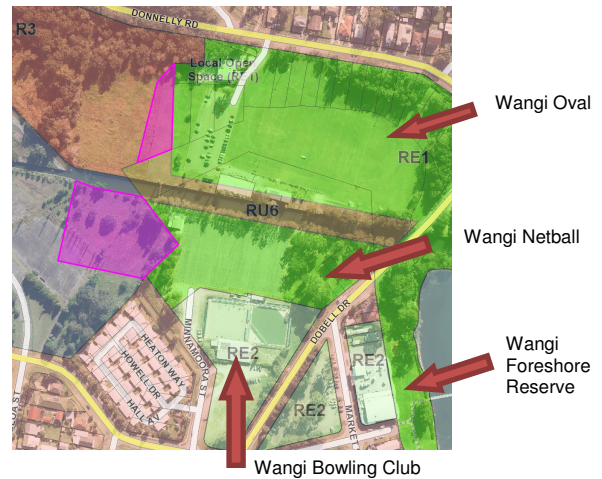 DONNELLY RD
R3
Local Open
Space (RE1)
Wangi Oval
RE1
RU6
Wangi Netball
DOBELL DR
MINNAMOORA ST
HEATON WAY
HOWELL DR
HALL
RE2
RE2
RE2
MARKET
Wangi
Foreshore
Reserve
Wangi Bowling Club